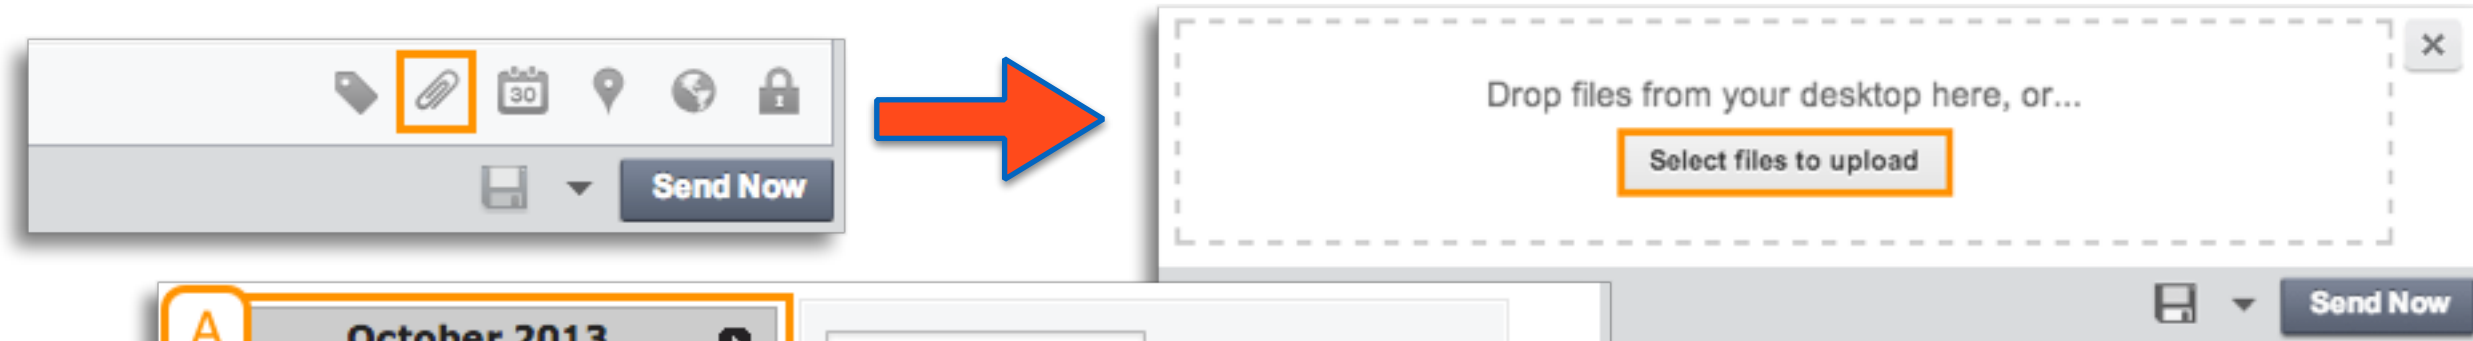 30
Send Now
Drop files from your desktop here, or...
Select files to upload
Send Now
A
October 2013